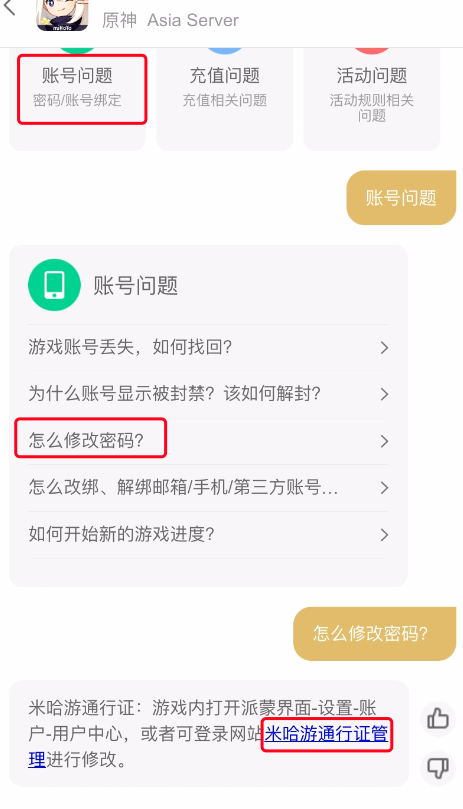 miHoYo
原神 Asia Server
账号问题
密码/账号绑定
充值问题
充值相关问题
活动问题
活动规则相关
问题
账号问题
账号问题
游戏账号丢失，如何找回？
为什么账号显示被封禁？该如何解封？
怎么修改密码？
怎么改绑、解绑邮箱/手机/第三方账号...
如何开始新的游戏进度？
怎么修改密码？
米哈游通行证：游戏内打开派蒙界面-设置-账
户-用户中心，或者可登录网站米哈游通行证管
理进行修改。